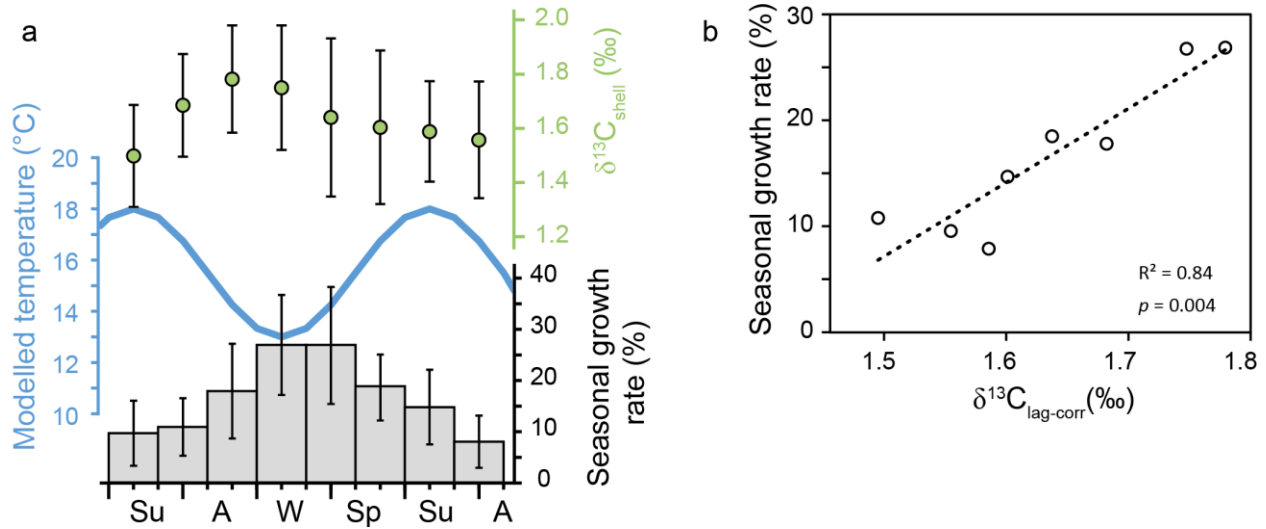 a
Modelled temperature (°C)
20
18
16
14
12
10
2.0
1.8
1.6
1.4
1.2
δ¹³C_shell (‰)
40
30
20
10
0
Seasonal growth
rate (%)
Su A W Sp Su A
b
Seasonal growth rate (%)
30
20
10
0
R² = 0.84
p = 0.004
1.5 1.6 1.7 1.8
δ¹³C_lag-corr(‰)